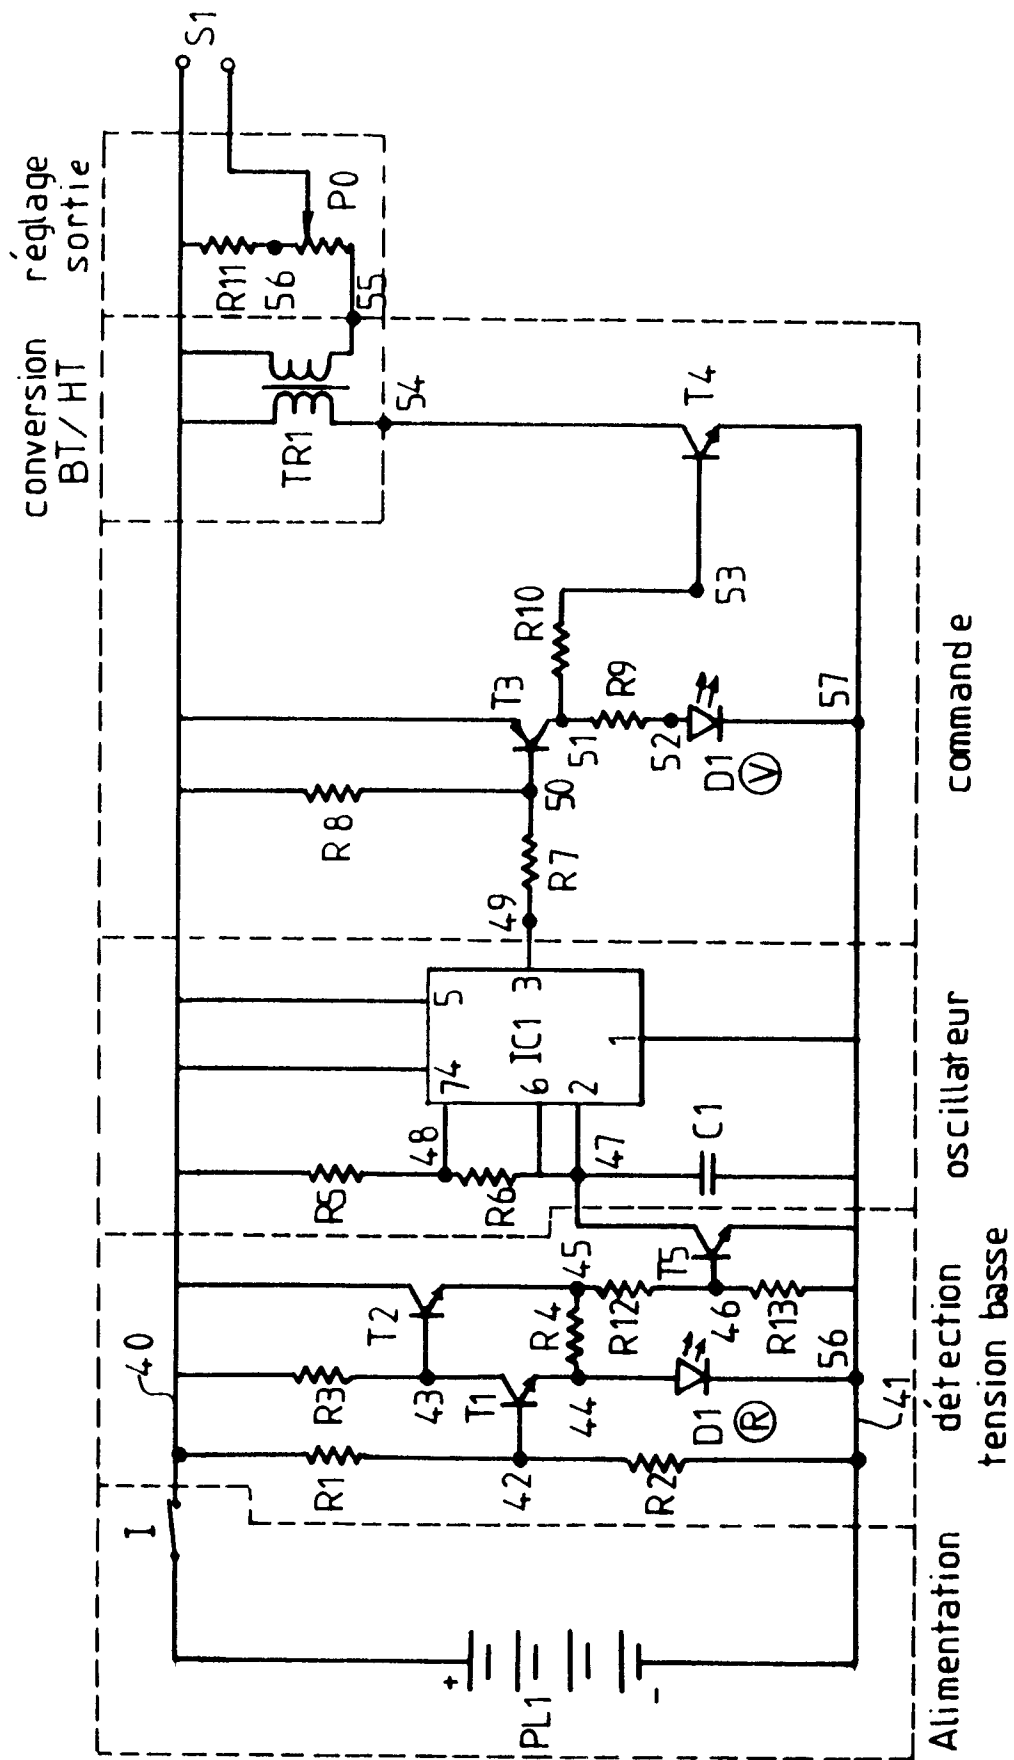 conversion
BT/HT
réglage
sortie
I
40
R1
R3
T2
R5
R8
TR1
R11
56
P0
S1
54
55
PL1
+
-
42
R2
43
T1
44
D1
R
R4
45
R12
46
R13
T5
56
41
48
R6
47
C1
7
4
5
6
2
IC1
3
1
49
R7
50
T3
51
R10
R9
52
D1
V
53
T4
57
Alimentation
détection
tension basse
oscillateur
commande